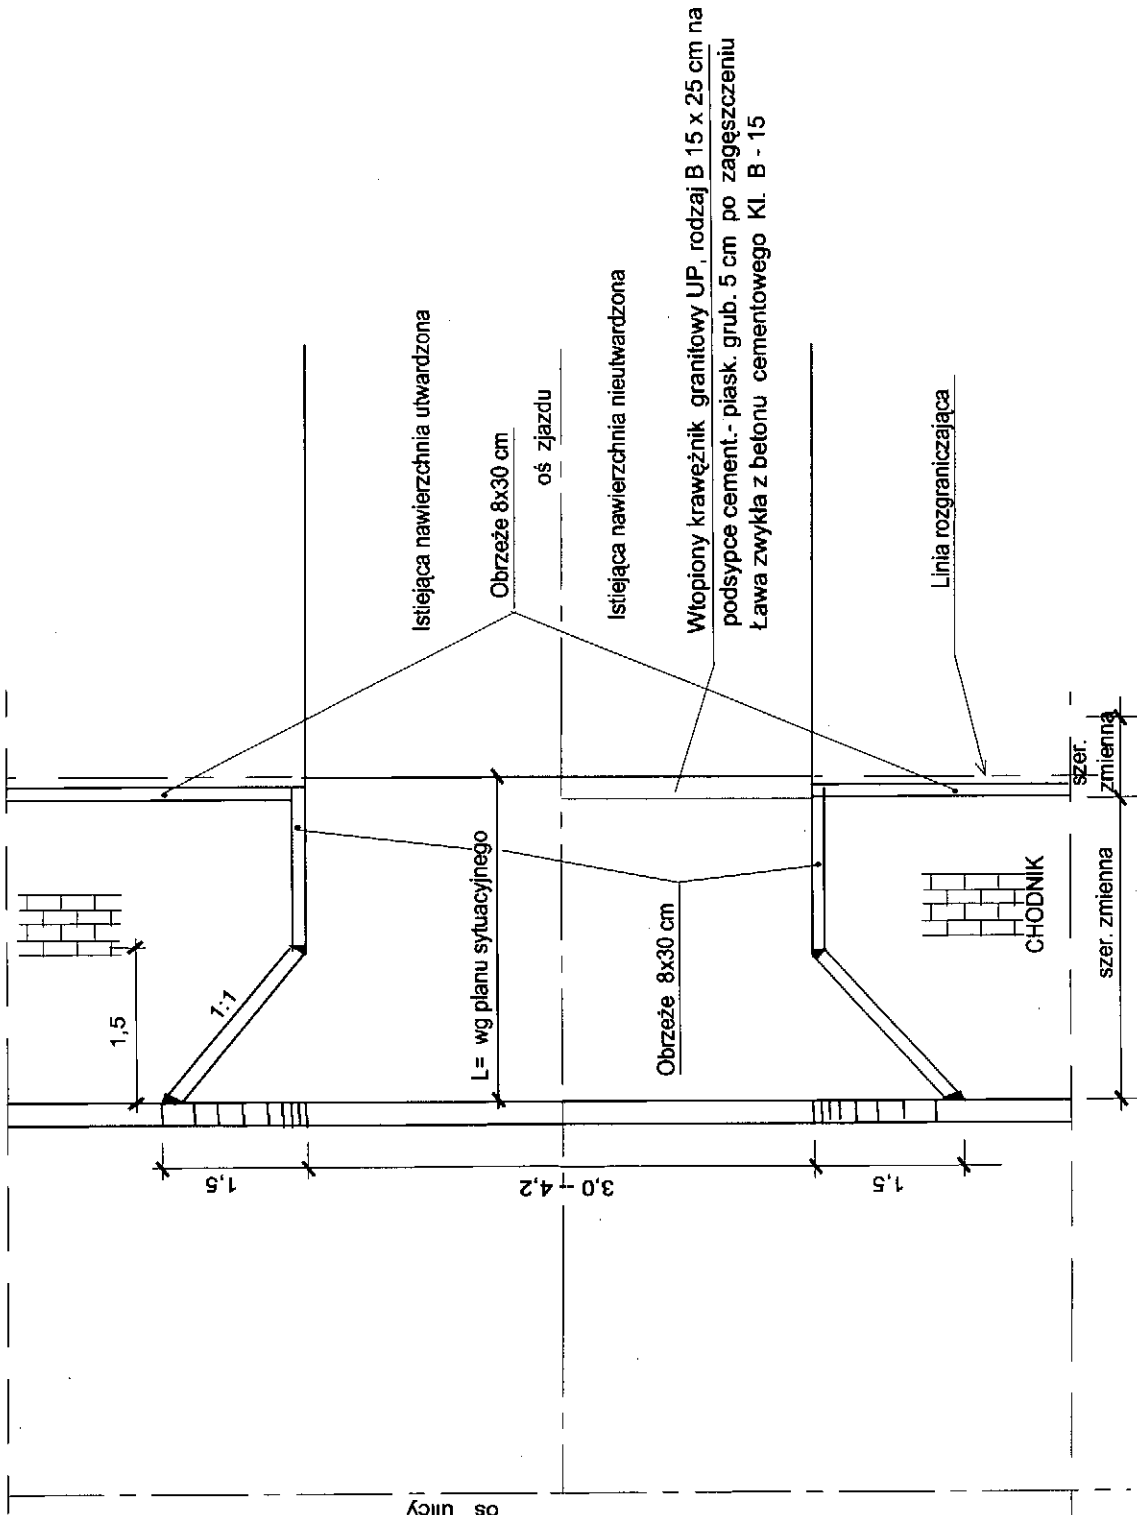 Istiejąca nawierzchnia utwardzona
Obrzeże 8x30 cm
oś zjazdu
Istiejąca nawierzchnia nieutwardzona
Wtopiony krawężnik granitowy UP, rodzaj B 15 x 25 cm na
podsypce cement.- piask. grub. 5 cm po zagęszczeniu
Ława zwykła z betonu cementowego Kl. B - 15
Linia rozgraniczająca
szer.
zmienna
1,5
1:1
L= wg planu sytuacyjnego
Obrzeże 8x30 cm
CHODNIK
szer. zmienna
1,5
3,0 - 4,2
1,5
oś ulicy